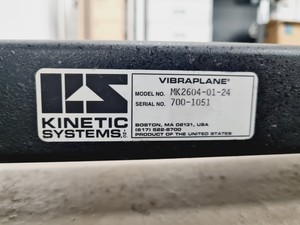 VIBRAPLANE®
MODEL NO. MK2604-01-24
SERIAL NO. 700-1051
KINETIC
SYSTEMS, INC.
BOSTON, MA 02131, USA
(617) 522-8700
PRODUCT OF THE UNITED STATES